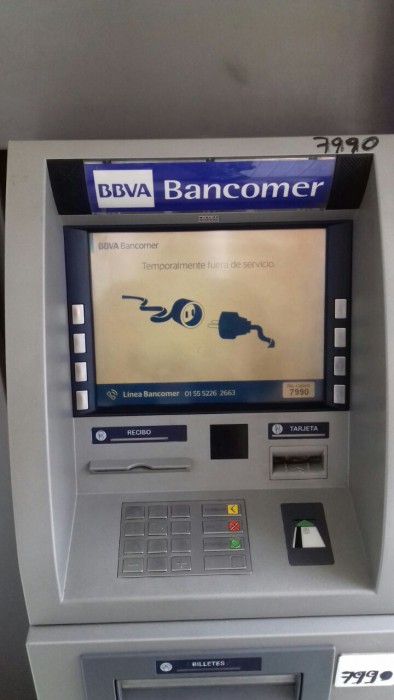 7990
BBVA Bancomer
BBVA Bancomer
Temporalmente fuera de servicio.
Línea Bancomer 01 55 5226 2663
7990
RECIBO
TARJETA
BILLETES
7990